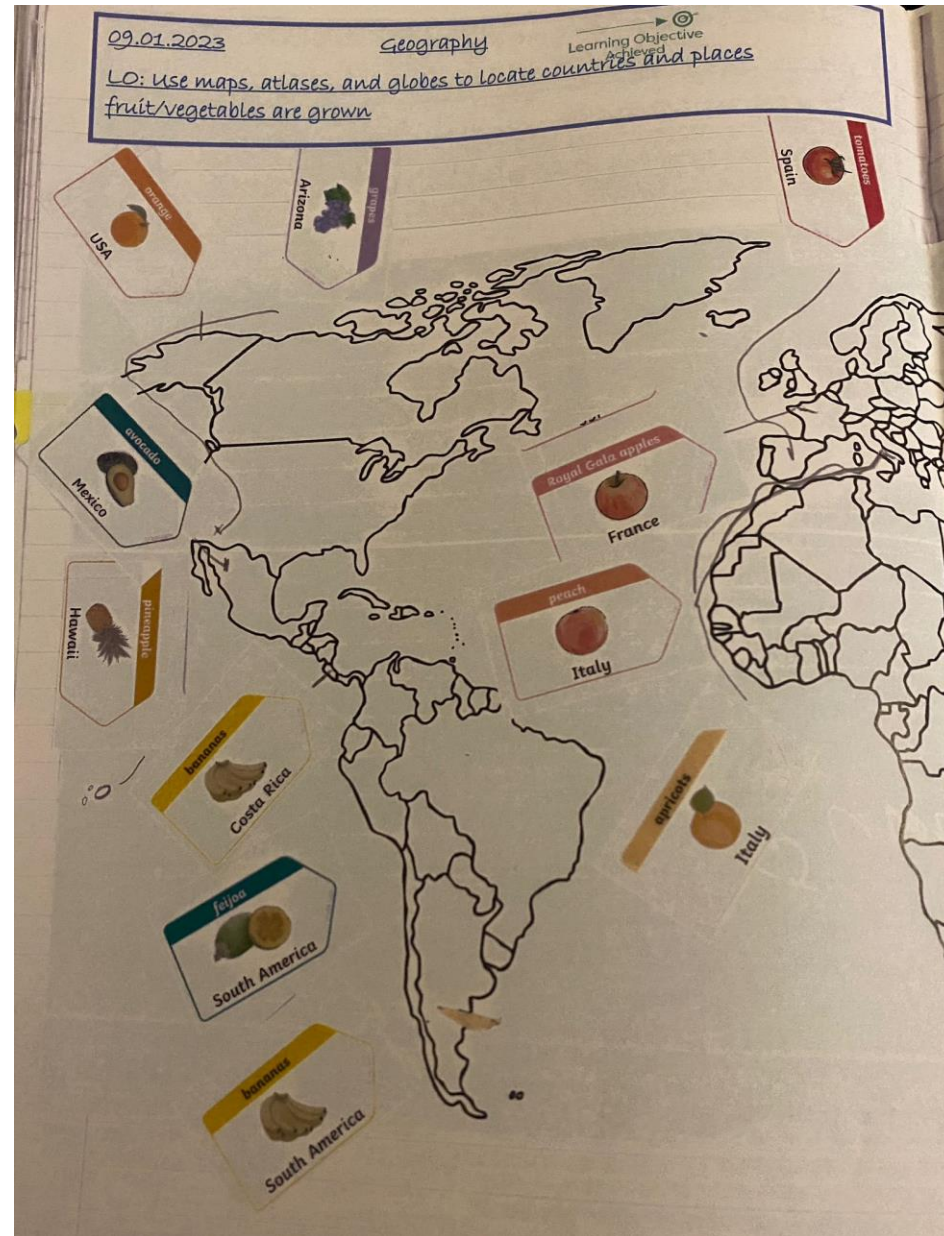 09.01.2023
Geography
Learning Objective
Achieved
LO: Use maps, atlases, and globes to locate countries and places
fruit/vegetables are grown
orange
USA
grapes
Arizona
tomatoes
Spain
avocado
Mexico
Royal Gala apples
France
pineapple
Hawaii
peach
Italy
bananas
Costa Rica
apricots
Italy
feijoa
South America
bananas
South America